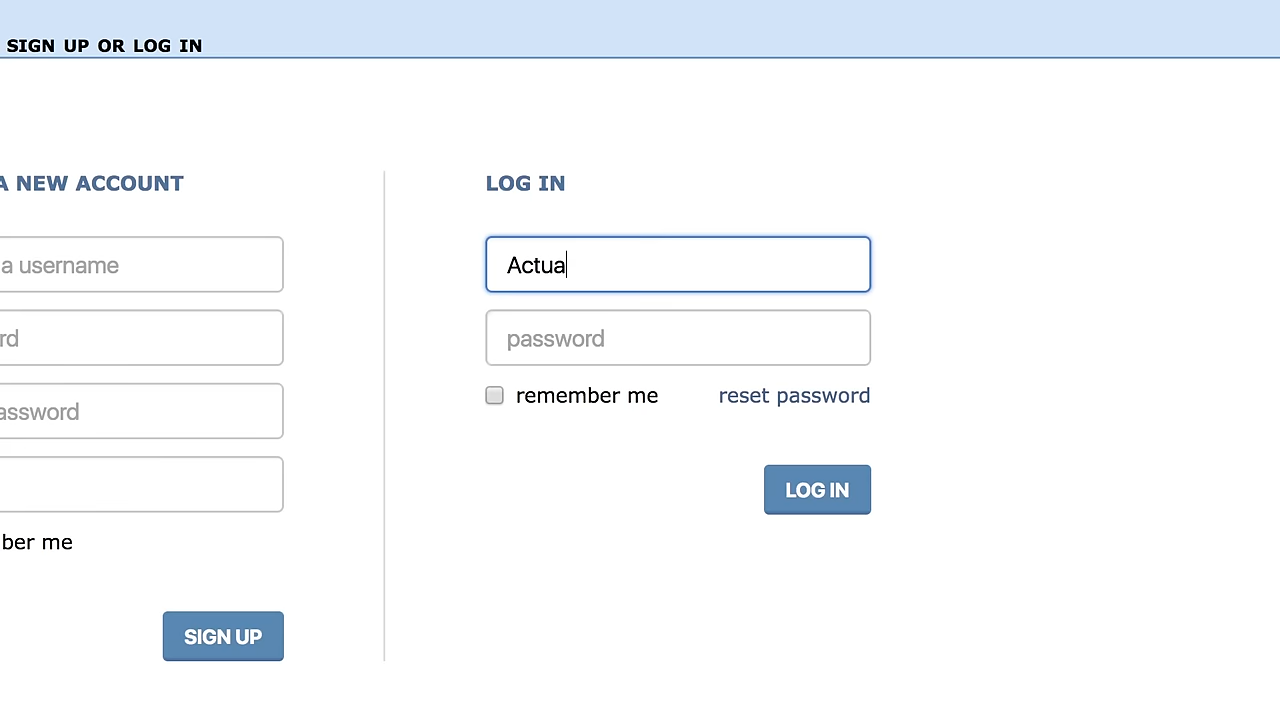 SIGN UP OR LOG IN
A NEW ACCOUNT
a username
rd
assword
ber me
SIGN UP
LOG IN
Actua
password
remember me reset password
LOG IN